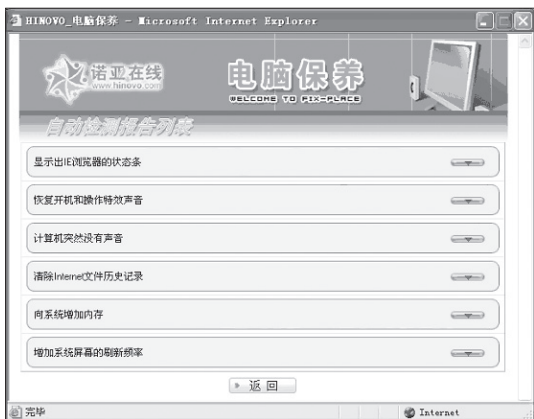 HINOVO_电脑保养 - Microsoft Internet Explorer
诺亚在线
www.hinovo.com
电脑保养
WELCOME TO FIX-PLACE
自动检测报告列表
显示出IE浏览器的状态条
恢复开机和操作特效声音
计算机突然没有声音
清除Internet文件历史记录
向系统增加内存
增加系统屏幕的刷新频率
返回
完毕
Internet